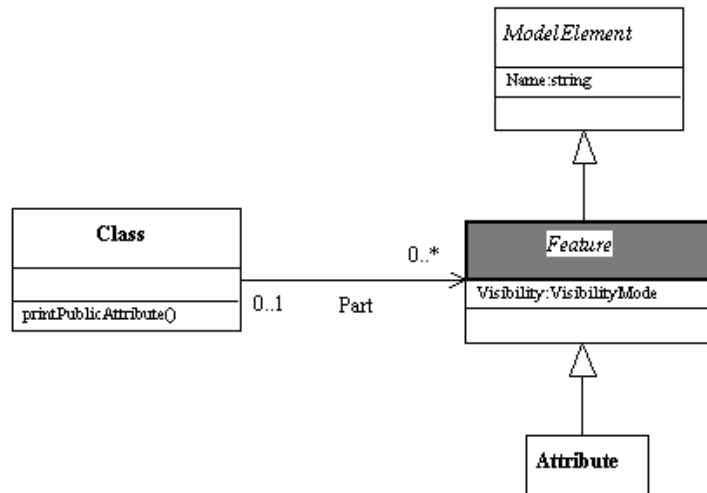 ModelElement
Name:string
Class
printPublicAttribute()
0..1
Part
0..*
Feature
Visibility:VisibilityMode
Attribute